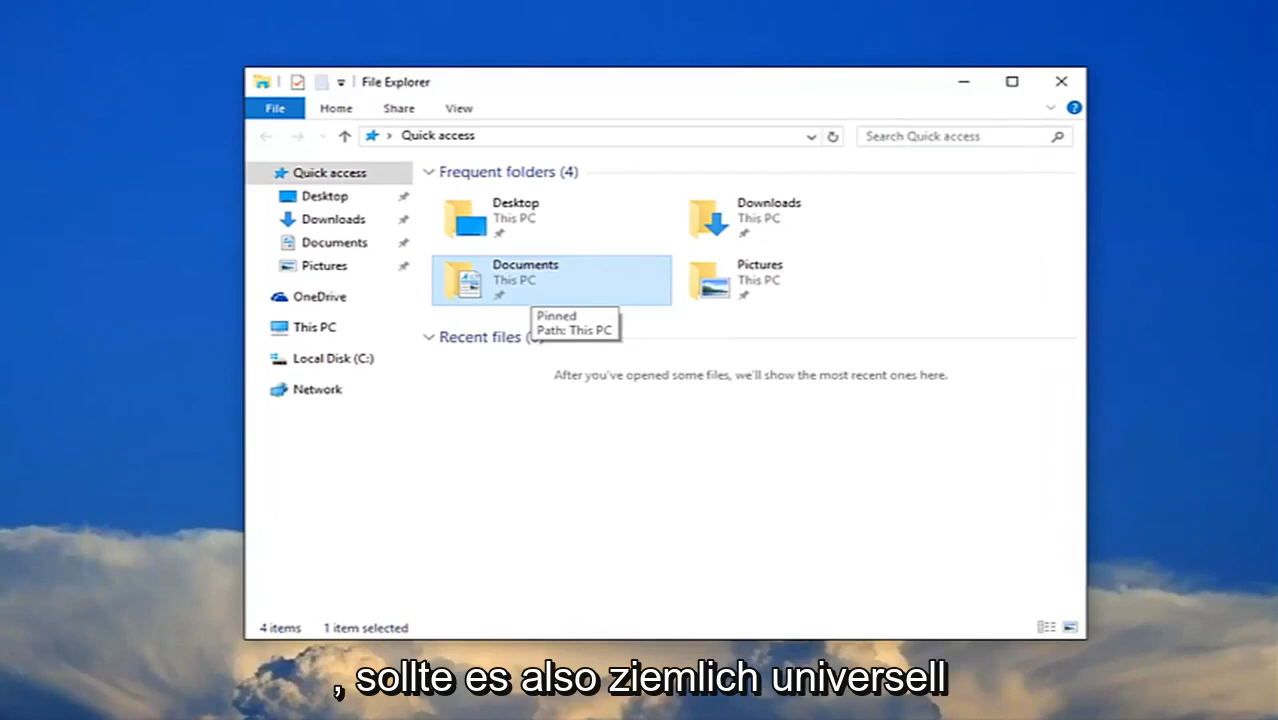 File Explorer
File Home Share View
Quick access
Search Quick access
Quick access
Desktop
Downloads
Documents
Pictures
OneDrive
This PC
Local Disk (C:)
Network
Frequent folders (4)
Desktop
This PC
Downloads
This PC
Documents
This PC
Pictures
This PC
Pinned
Path: This PC
Recent files
After you've opened some files, we'll show the most recent ones here.
4 items 1 item selected
, sollte es also ziemlich universell